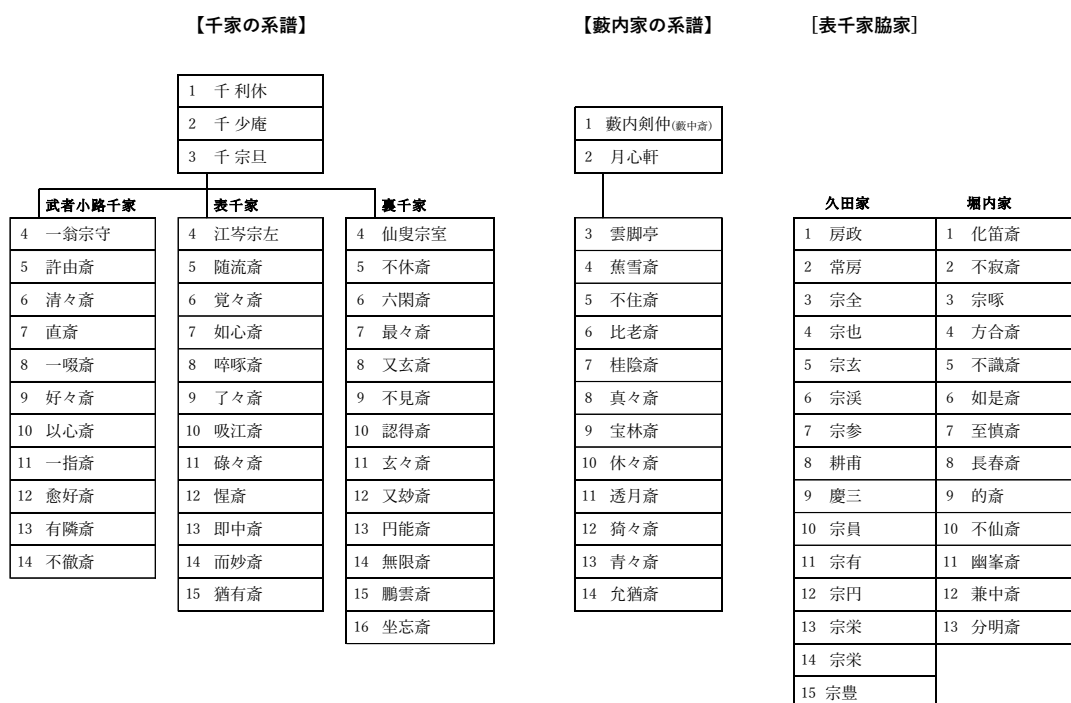 【千家の系譜】
1 千 利休
2 千 少庵
3 千 宗旦
武者小路千家
4 一翁宗守
5 許由斎
6 清々斎
7 直斎
8 一啜斎
9 好々斎
10 以心斎
11 一指斎
12 愈好斎
13 有隣斎
14 不徹斎
表千家
4 江岑宗左
5 随流斎
6 覚々斎
7 如心斎
8 啐啄斎
9 了々斎
10 吸江斎
11 碌々斎
12 惺斎
13 即中斎
14 而妙斎
15 猶有斎
裏千家
4 仙叟宗室
5 不休斎
6 六閑斎
7 最々斎
8 又玄斎
9 不見斎
10 認得斎
11 玄々斎
12 又玅斎
13 円能斎
14 無限斎
15 鵬雲斎
16 坐忘斎
【藪内家の系譜】
1 藪内剣仲(藪中斎)
2 月心軒
3 雲脚亭
4 蕉雪斎
5 不住斎
6 比老斎
7 桂陰斎
8 真々斎
9 宝林斎
10 休々斎
11 透月斎
12 猗々斎
13 青々斎
14 允猶斎
[表千家脇家]
久田家
1 房政
2 常房
3 宗全
4 宗也
5 宗玄
6 宗渓
7 宗参
8 耕甫
9 慶三
10 宗員
11 宗有
12 宗円
13 宗栄
14 宗栄
15 宗豊
堀内家
1 化笛斎
2 不寂斎
3 宗啄
4 方合斎
5 不識斎
6 如是斎
7 至慎斎
8 長春斎
9 的斎
10 不仙斎
11 幽峯斎
12 兼中斎
13 分明斎